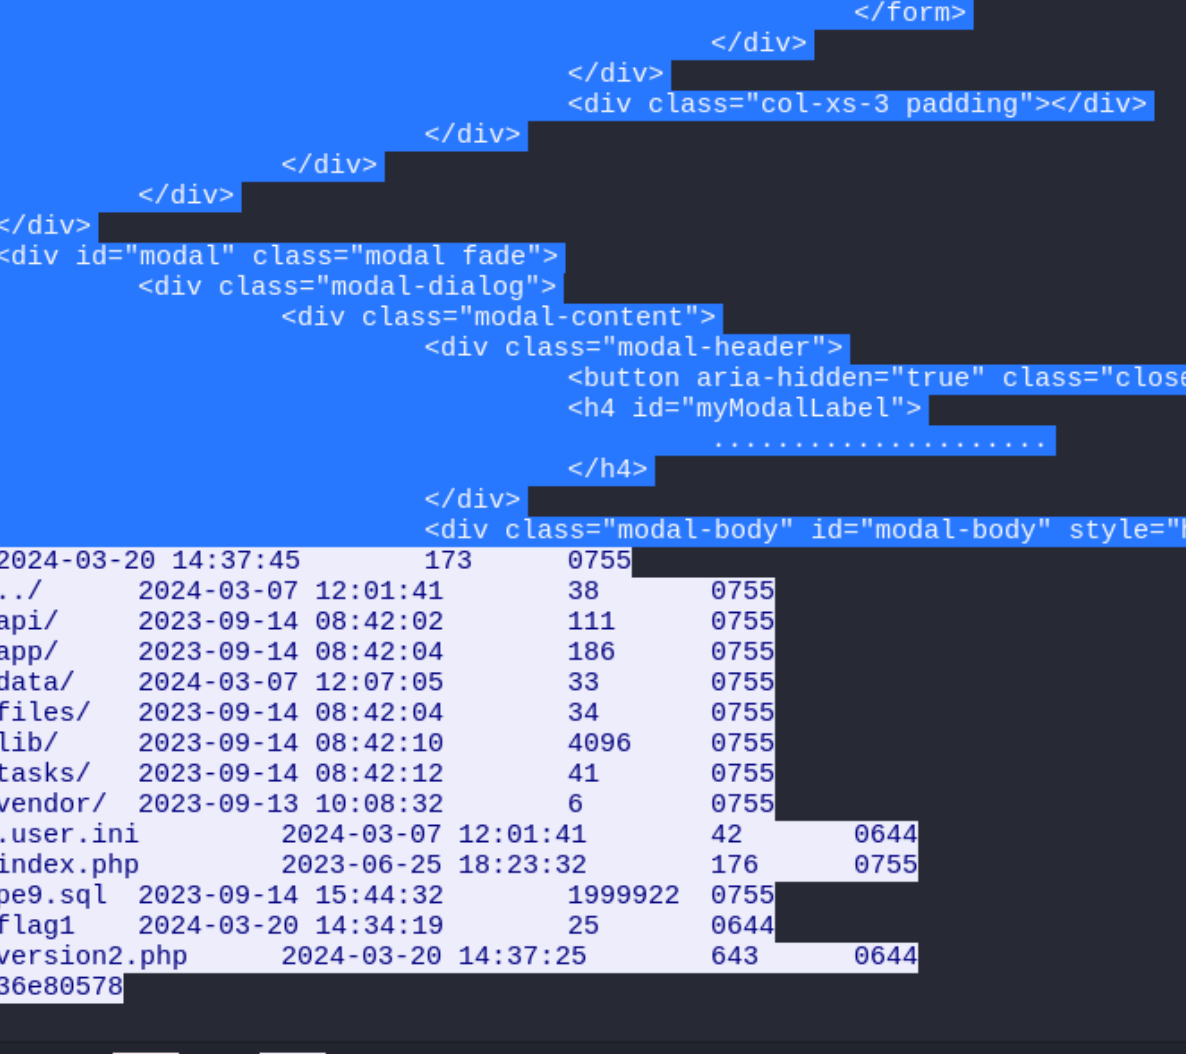 </form>
</div>
</div>
<div class="col-xs-3 padding"></div>
</div>
</div>
</div>
</div>
<div id="modal" class="modal fade">
<div class="modal-dialog">
<div class="modal-content">
<div class="modal-header">
<button aria-hidden="true" class="close
<h4 id="myModalLabel">
.....................
</h4>
</div>
<div class="modal-body" id="modal-body" style="h
2024-03-20 14:37:45 173 0755
../ 2024-03-07 12:01:41 38 0755
api/ 2023-09-14 08:42:02 111 0755
app/ 2023-09-14 08:42:04 186 0755
data/ 2024-03-07 12:07:05 33 0755
files/ 2023-09-14 08:42:04 34 0755
lib/ 2023-09-14 08:42:10 4096 0755
tasks/ 2023-09-14 08:42:12 41 0755
vendor/ 2023-09-13 10:08:32 6 0755
.user.ini 2024-03-07 12:01:41 42 0644
index.php 2023-06-25 18:23:32 176 0755
pe9.sql 2023-09-14 15:44:32 1999922 0755
flag1 2024-03-20 14:34:19 25 0644
version2.php 2024-03-20 14:37:25 643 0644
36e80578